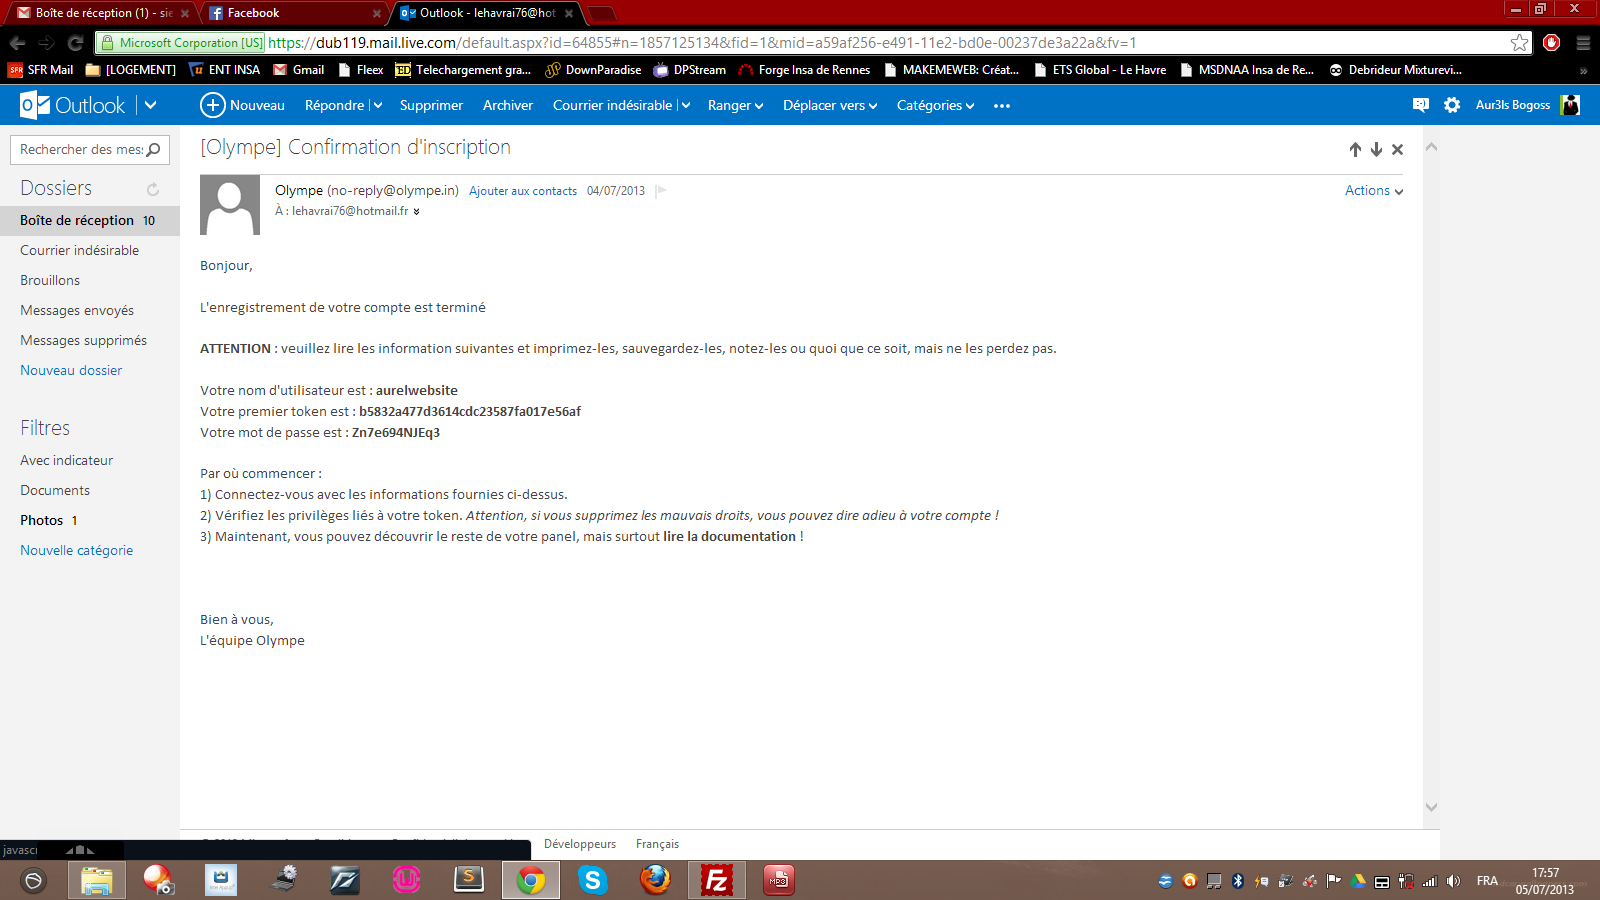 Boîte de réception (1) - sie
Facebook
Outlook - lehavrai76@hot
Microsoft Corporation [US]
https://dub119.mail.live.com/default.aspx?id=64855#n=1857125134&fid=1&mid=a59af256-e491-11e2-bd0e-00237de3a22a&fv=1
SFR Mail
[LOGEMENT]
ENT INSA
Gmail
Fleex
Telechargement gra...
DownParadise
DPStream
Forge Insa de Rennes
MAKEMEWEB: Créat...
ETS Global - Le Havre
MSDNAA Insa de Re...
Debrideur Mixturevi...
»
Outlook
Nouveau
Répondre
Supprimer
Archiver
Courrier indésirable
Ranger
Déplacer vers
Catégories
Aur3ls Bogoss
Rechercher des mes
Dossiers
Boîte de réception 10
Courrier indésirable
Brouillons
Messages envoyés
Messages supprimés
Nouveau dossier
Filtres
Avec indicateur
Documents
Photos 1
Nouvelle catégorie
[Olympe] Confirmation d'inscription
Olympe (no-reply@olympe.in) Ajouter aux contacts 04/07/2013
Actions
À : lehavrai76@hotmail.fr
Bonjour,
L'enregistrement de votre compte est terminé
ATTENTION : veuillez lire les information suivantes et imprimez-les, sauvegardez-les, notez-les ou quoi que ce soit, mais ne les perdez pas.
Votre nom d'utilisateur est : aurelwebsite
Votre premier token est : b5832a477d3614cdc23587fa017e56af
Votre mot de passe est : Zn7e694NJEq3
Par où commencer :
1) Connectez-vous avec les informations fournies ci-dessus.
2) Vérifiez les privilèges liés à votre token. Attention, si vous supprimez les mauvais droits, vous pouvez dire adieu à votre compte !
3) Maintenant, vous pouvez découvrir le reste de votre panel, mais surtout lire la documentation !
Bien à vous,
L'équipe Olympe
Développeurs
Français
javascr
FRA
17:57
05/07/2013